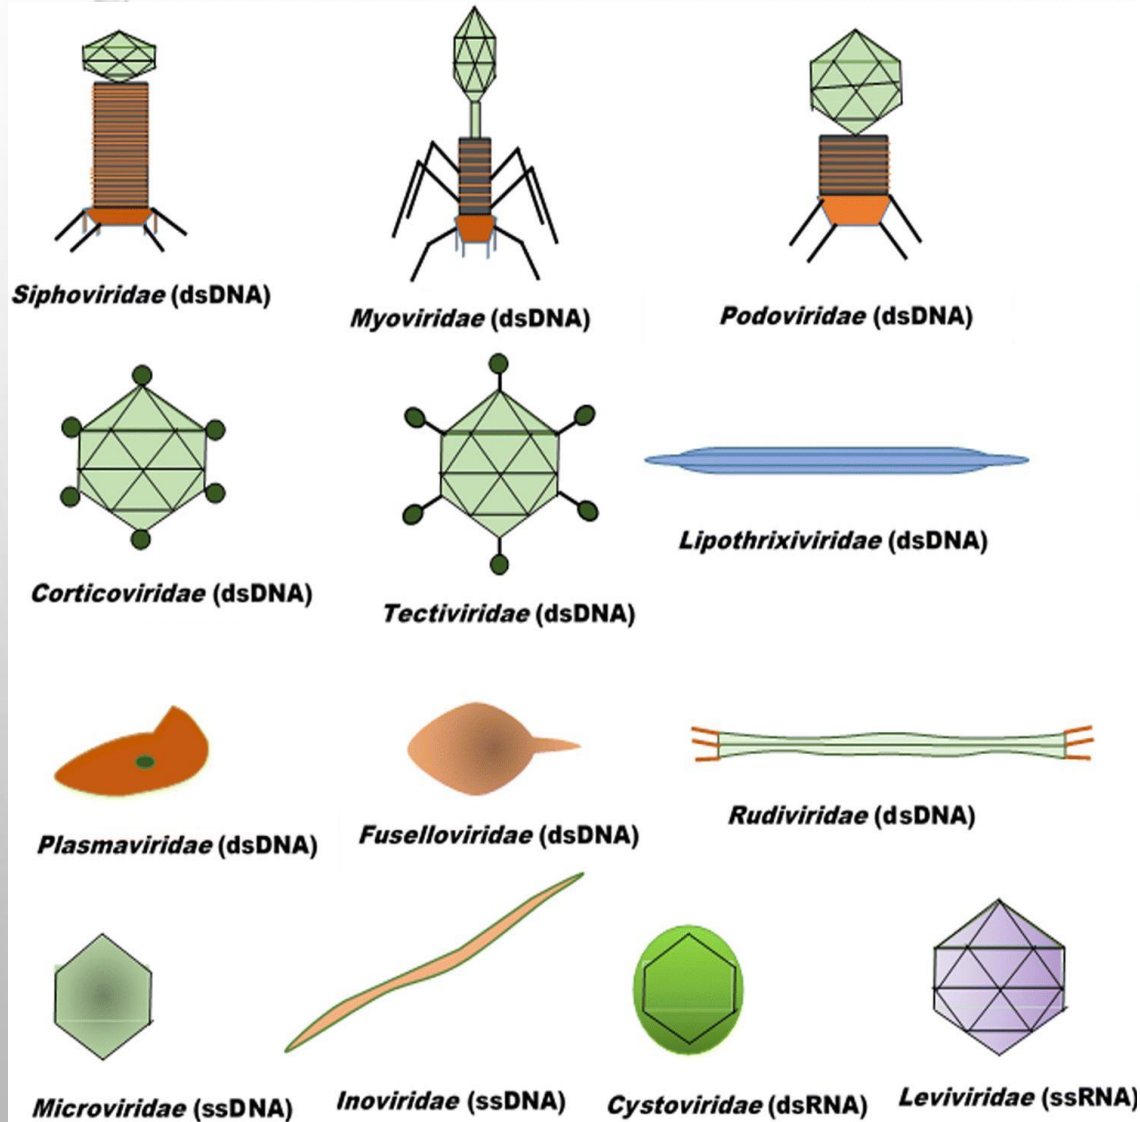 Siphoviridae (dsDNA)
Myoviridae (dsDNA)
Podoviridae (dsDNA)
Corticoviridae (dsDNA)
Tectiviridae (dsDNA)
Lipothrixiviridae (dsDNA)
Plasmaviridae (dsDNA)
Fuselloviridae (dsDNA)
Rudiviridae (dsDNA)
Microviridae (ssDNA)
Inoviridae (ssDNA)
Cystoviridae (dsRNA)
Leviviridae (ssRNA)